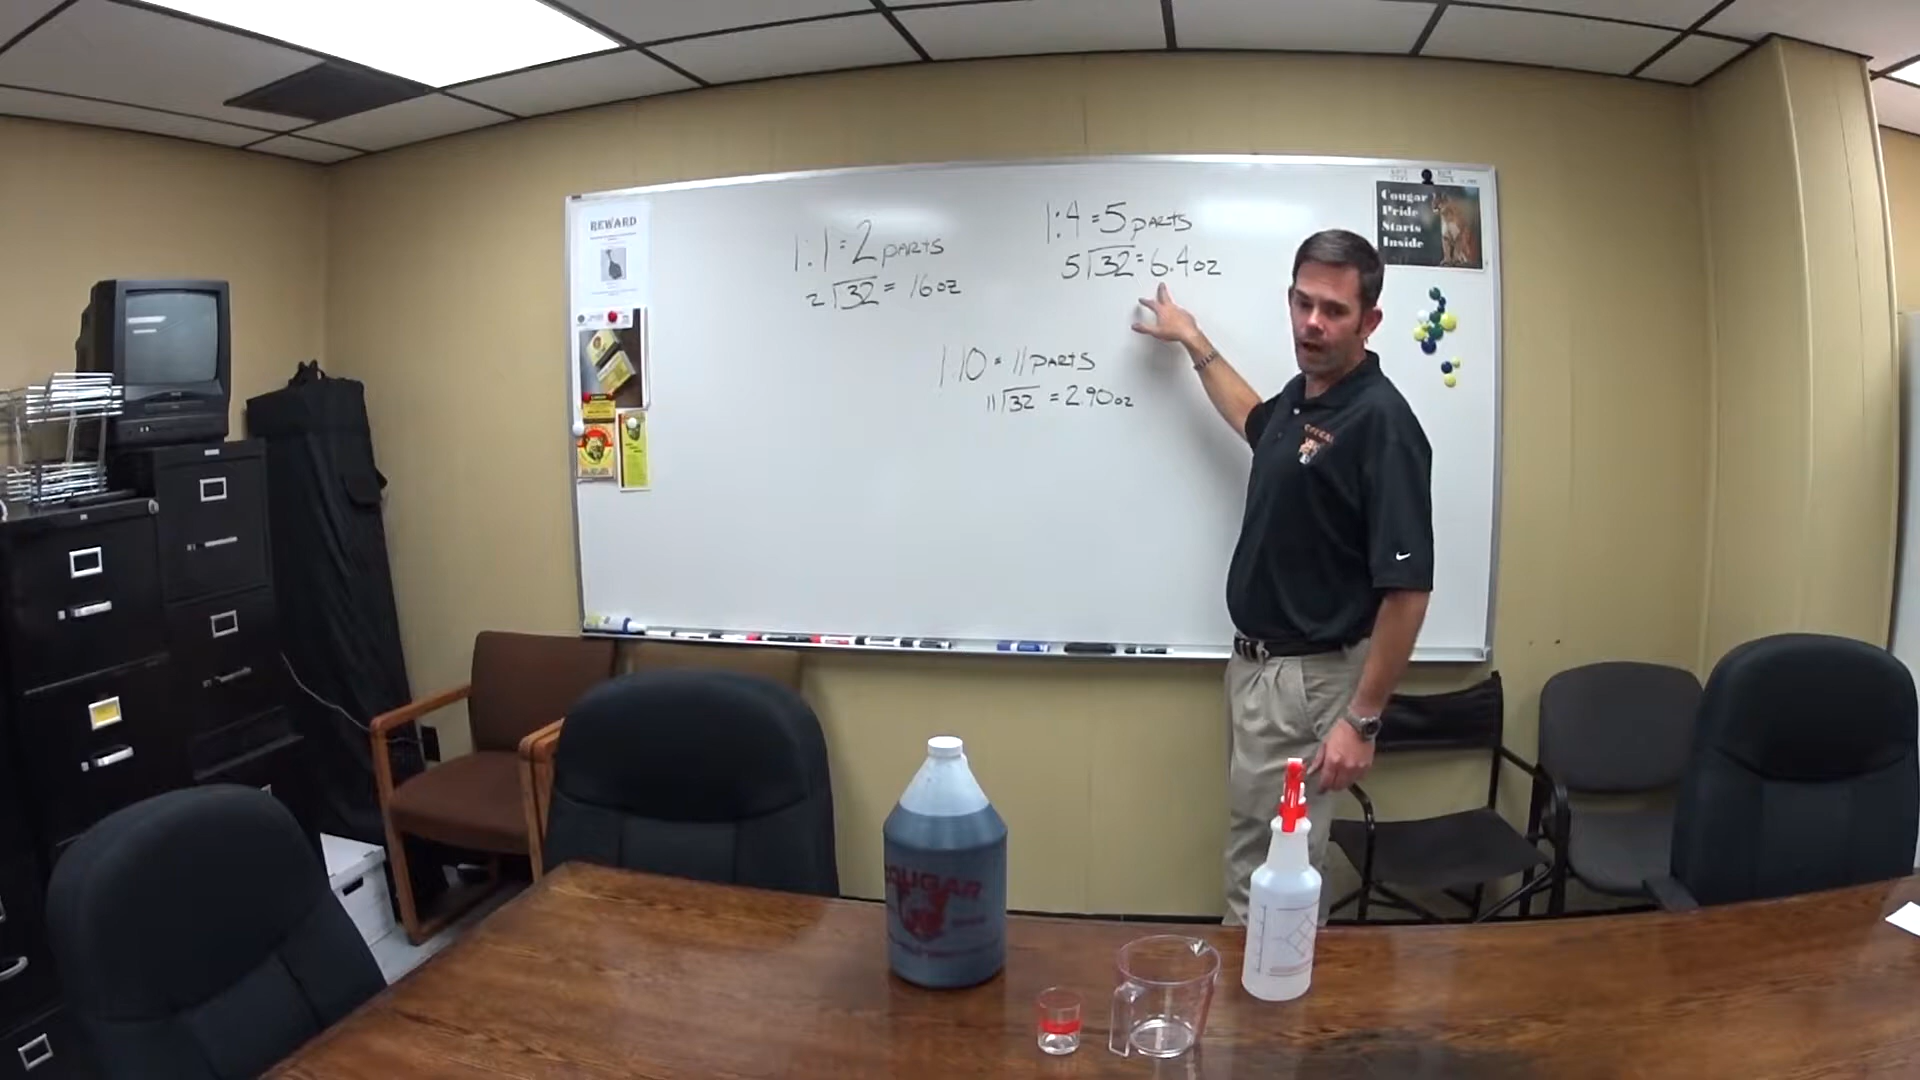 REWARD
1:1=2 parts
2⟌32 = 16oz
1:4=5 parts
5⟌32=6.4oz
1:10 = 11 parts
11⟌32 = 2.90oz
Cougar
Pride
Starts
Inside
COUGAR
COUGAR